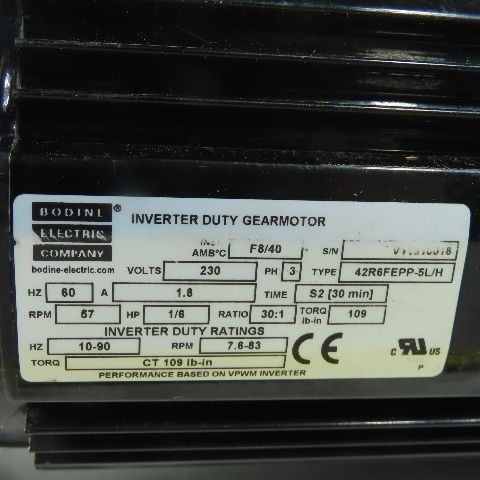 BODINE ®
ELECTRIC
COMPANY
bodine-electric.com
INVERTER DUTY GEARMOTOR
AMB°C F8/40 S/N
VOLTS 230 PH 3 TYPE 42R6FEPP-5L/H
HZ 60 A 1.8 TIME S2 [30 min]
RPM 57 HP 1/6 RATIO 30:1 TORQ lb-in 109
INVERTER DUTY RATINGS
HZ 10-90 RPM 7.6-83
TORQ CT 109 lb-in
PERFORMANCE BASED ON VPWM INVERTER
CE
c RU US
P